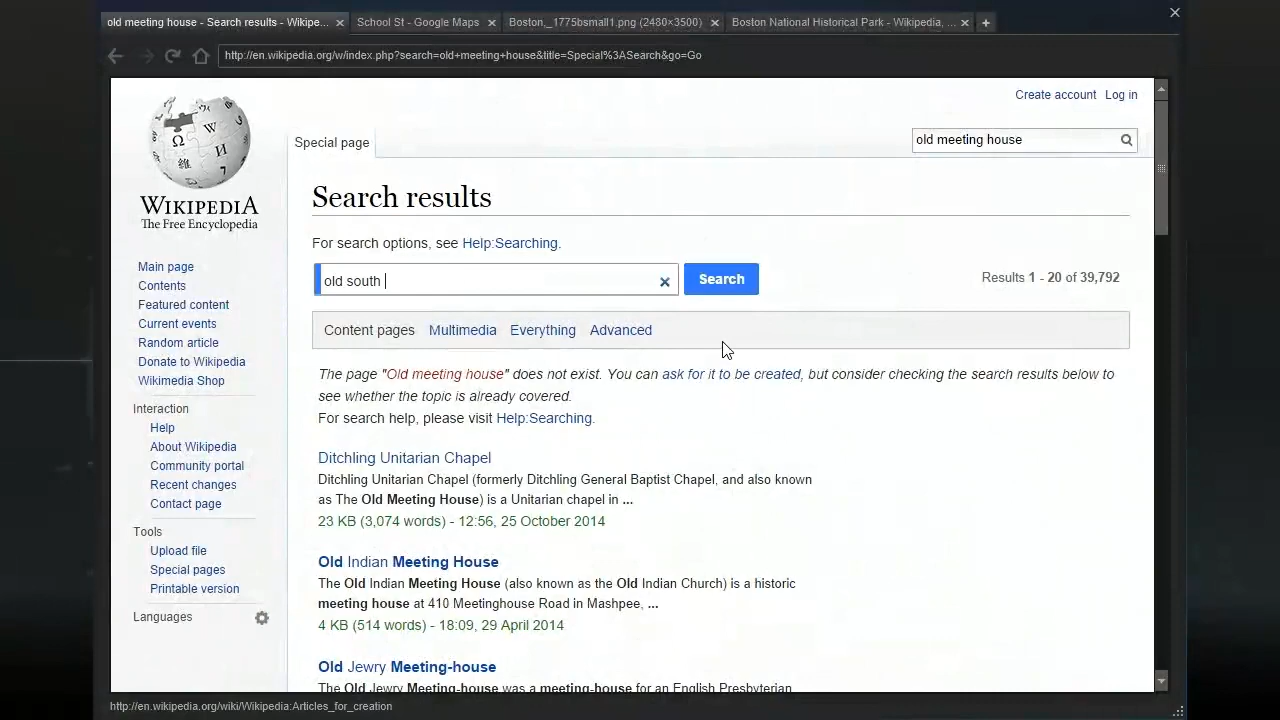 old meeting house - Search results - Wikipe...
School St - Google Maps
Boston,_1775bsmall1.png (2480×3500)
Boston National Historical Park - Wikipedia, ...
http://en.wikipedia.org/w/index.php?search=old+meeting+house&title=Special%3ASearch&go=Go
Create account Log in
Special page
old meeting house
WIKIPEDIA
The Free Encyclopedia
Search results
For search options, see Help:Searching.
old south
Search
Results 1 - 20 of 39,792
Content pages Multimedia Everything Advanced
The page "Old meeting house" does not exist. You can ask for it to be created, but consider checking the search results below to
see whether the topic is already covered.
For search help, please visit Help:Searching.
Ditchling Unitarian Chapel
Ditchling Unitarian Chapel (formerly Ditchling General Baptist Chapel, and also known
as The Old Meeting House) is a Unitarian chapel in ...
23 KB (3,074 words) - 12:56, 25 October 2014
Old Indian Meeting House
The Old Indian Meeting House (also known as the Old Indian Church) is a historic
meeting house at 410 Meetinghouse Road in Mashpee, ...
4 KB (514 words) - 18:09, 29 April 2014
Old Jewry Meeting-house
The Old Jewry Meeting-house was a meeting-house for an English Presbyterian
Main page
Contents
Featured content
Current events
Random article
Donate to Wikipedia
Wikimedia Shop
Interaction
Help
About Wikipedia
Community portal
Recent changes
Contact page
Tools
Upload file
Special pages
Printable version
Languages
http://en.wikipedia.org/wiki/Wikipedia:Articles_for_creation